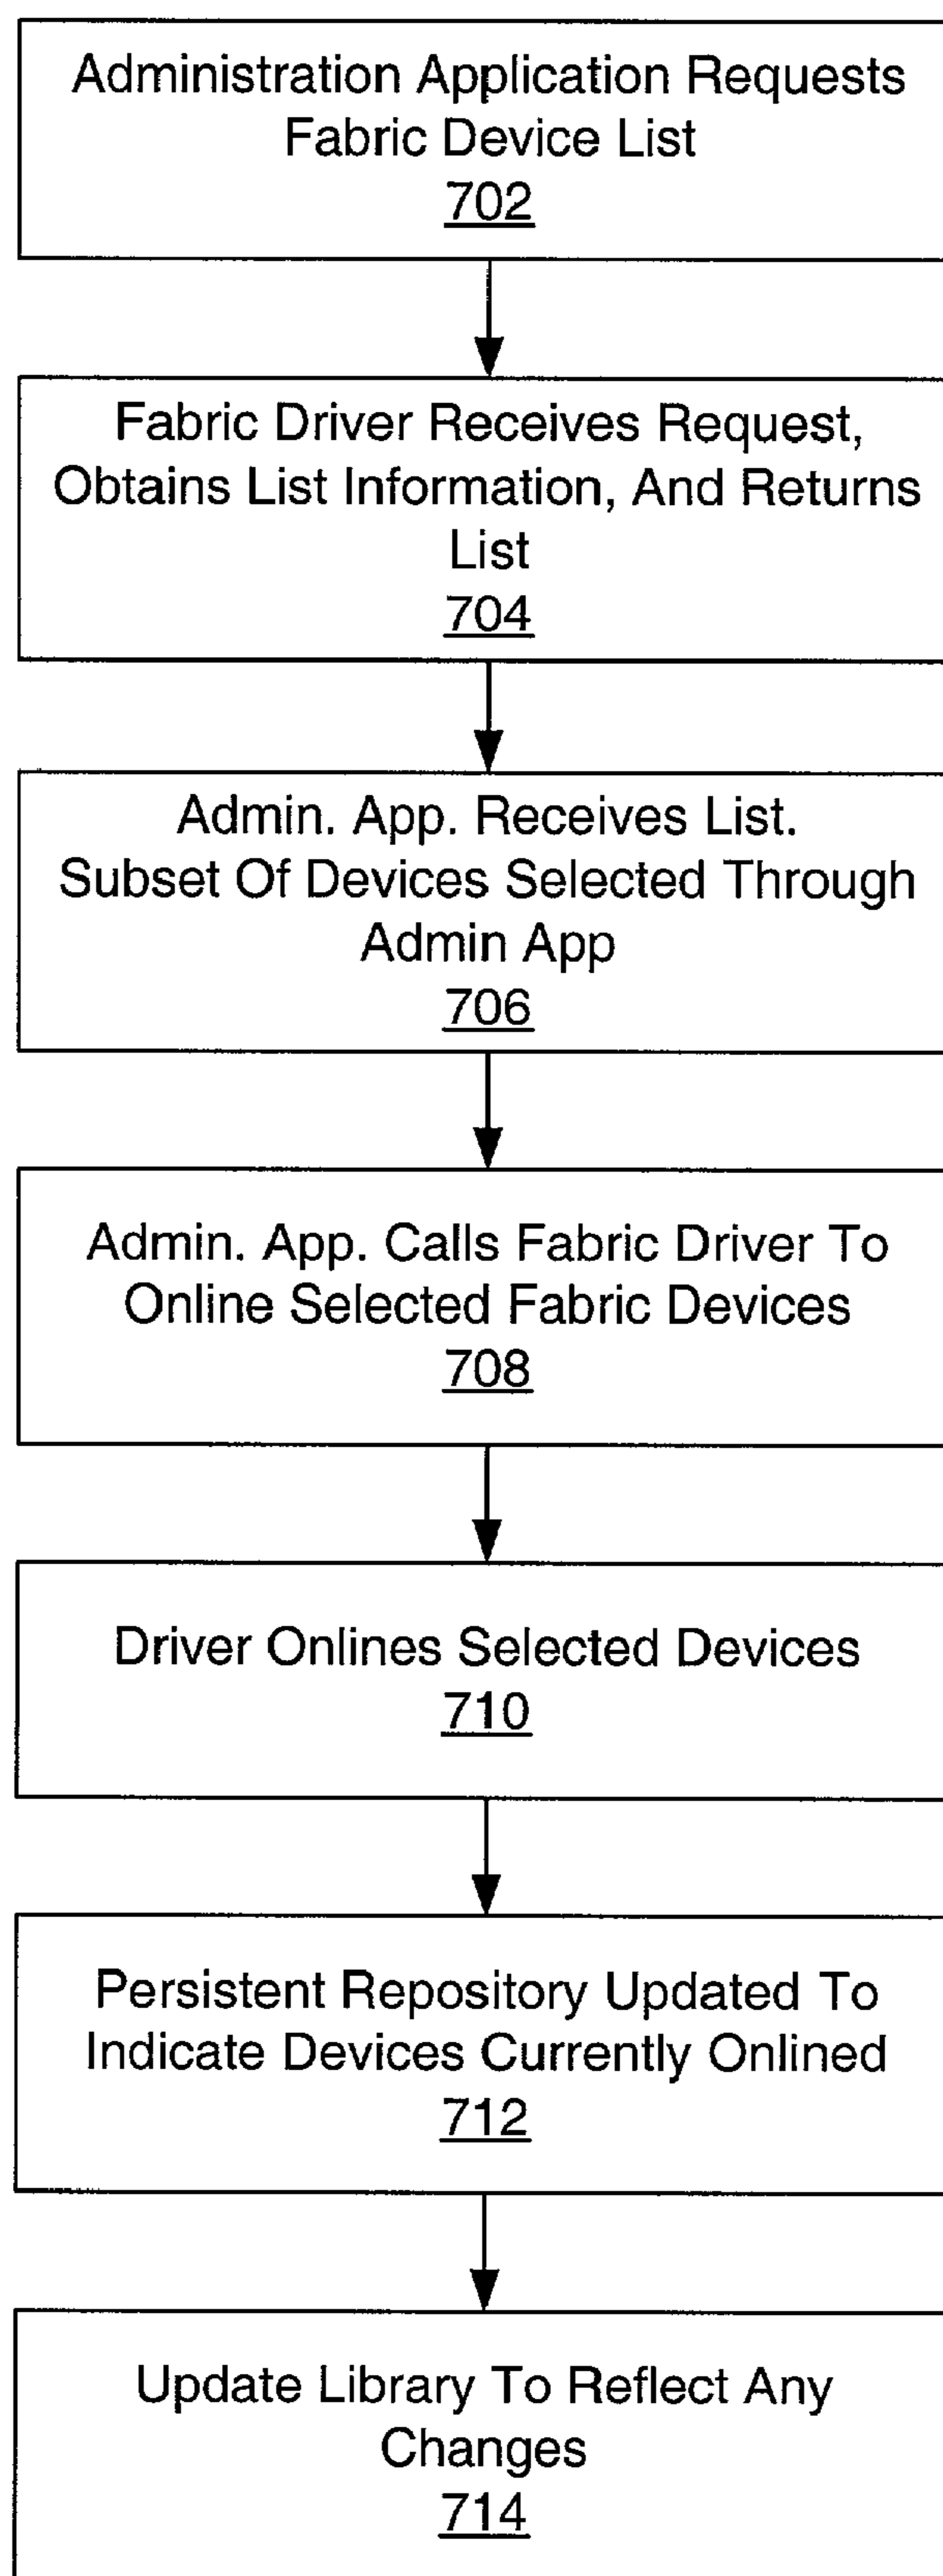 Administration Application Requests
Fabric Device List
702
Fabric Driver Receives Request,
Obtains List Information, And Returns
List
704
Admin. App. Receives List.
Subset Of Devices Selected Through
Admin App
706
Admin. App. Calls Fabric Driver To
Online Selected Fabric Devices
708
Driver Onlines Selected Devices
710
Persistent Repository Updated To
Indicate Devices Currently Onlined
712
Update Library To Reflect Any
Changes
714